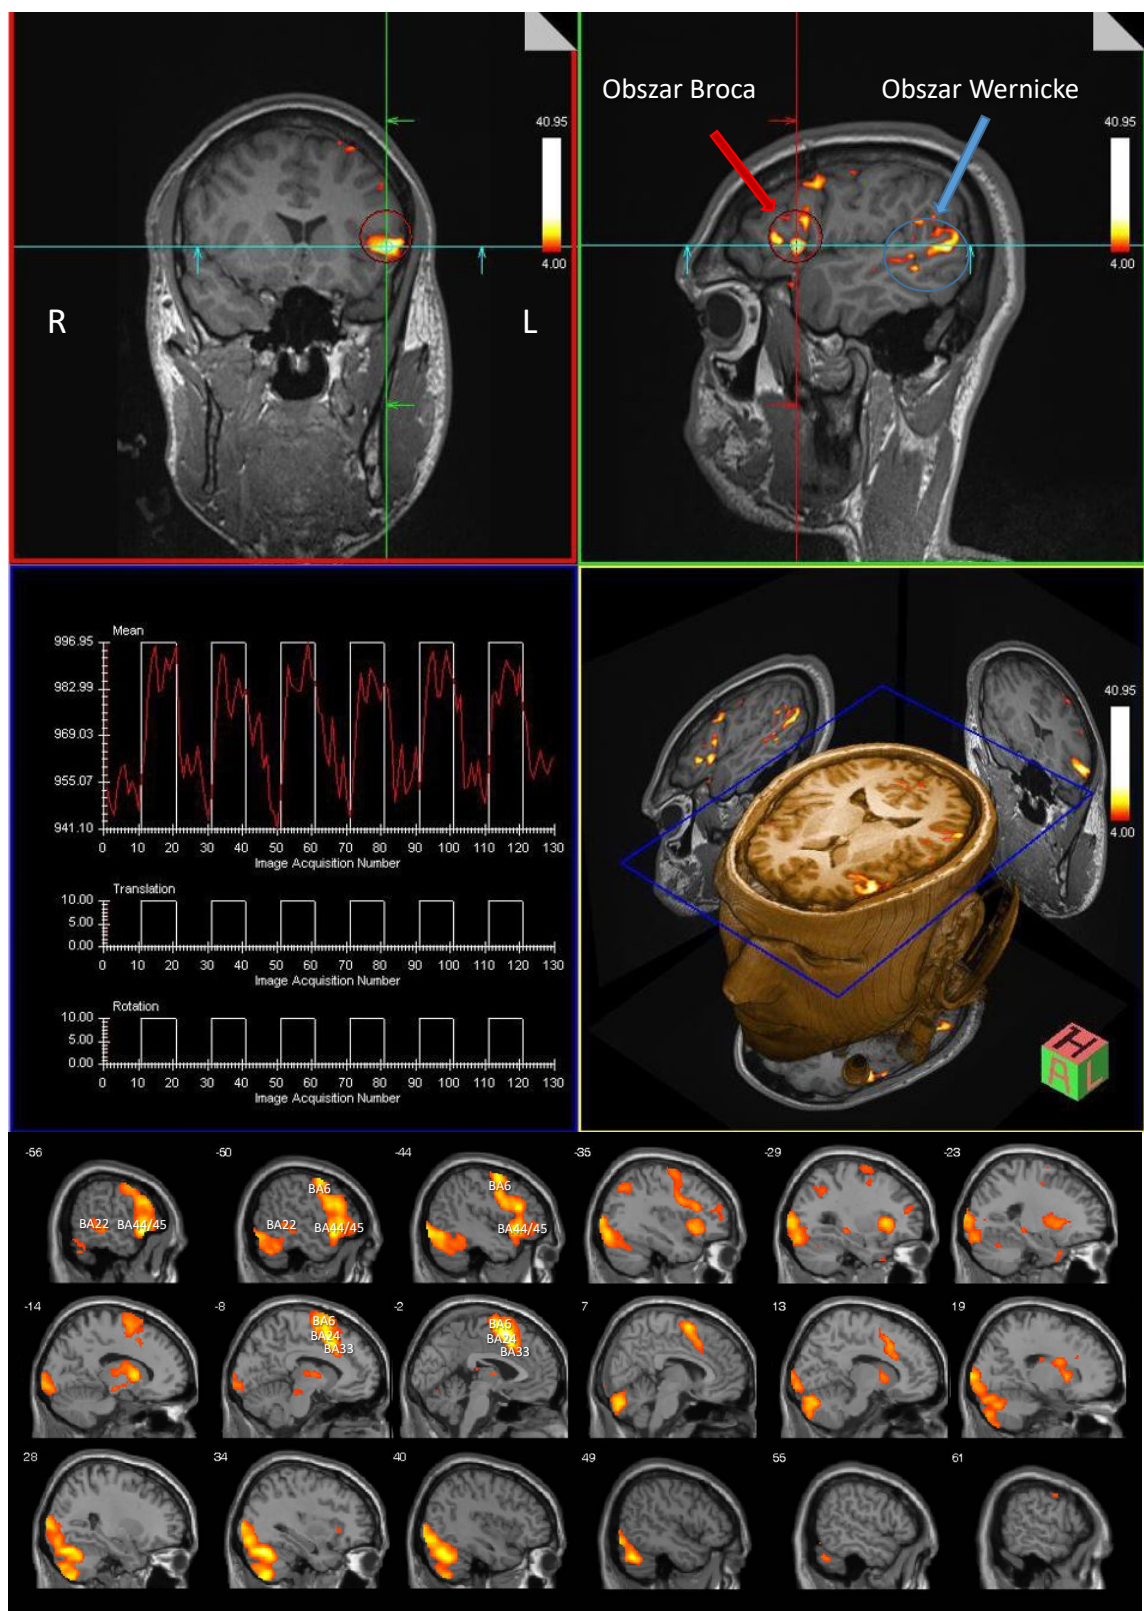 Obszar Broca
Obszar Wernicke
40.95
4.00
40.95
4.00
R
L
Mean
996.95
982.99
969.03
955.07
941.10
0 10 20 30 40 50 60 70 80 90 100 110 120 130
Image Acquisition Number
Translation
10.00
5.00
0.00
0 10 20 30 40 50 60 70 80 90 100 110 120 130
Image Acquisition Number
Rotation
10.00
5.00
0.00
0 10 20 30 40 50 60 70 80 90 100 110 120 130
Image Acquisition Number
40.95
4.00
H
A
L
-56
-50
-44
-35
-29
-23
BA22
BA44/45
BA6
BA22
BA44/45
BA6
BA44/45
-14
-8
-2
7
13
19
BA6
BA24
BA33
BA6
BA24
BA33
28
34
40
49
55
61